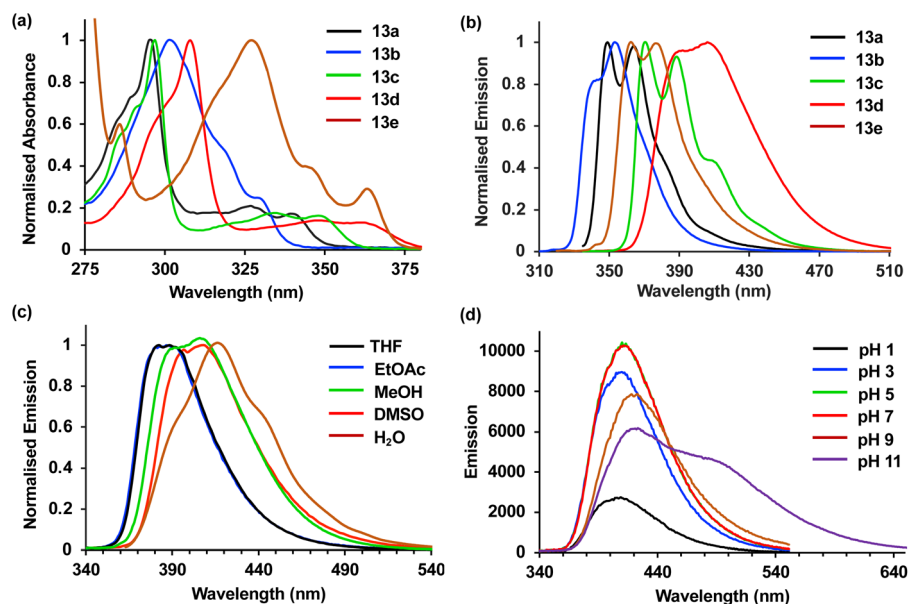 (a)
Normalised Absorbance
1
0.8
0.6
0.4
0.2
0
275 300 325 350 375
Wavelength (nm)
13a
13b
13c
13d
13e
(b)
Normalised Emission
1
0.8
0.6
0.4
0.2
0
310 350 390 430 470 510
Wavelength (nm)
13a
13b
13c
13d
13e
(c)
Normalised Emission
1
0.8
0.6
0.4
0.2
0
340 390 440 490 540
Wavelength (nm)
THF
EtOAc
MeOH
DMSO
H₂O
(d)
Emission
10000
8000
6000
4000
2000
0
340 440 540 640
Wavelength (nm)
pH 1
pH 3
pH 5
pH 7
pH 9
pH 11